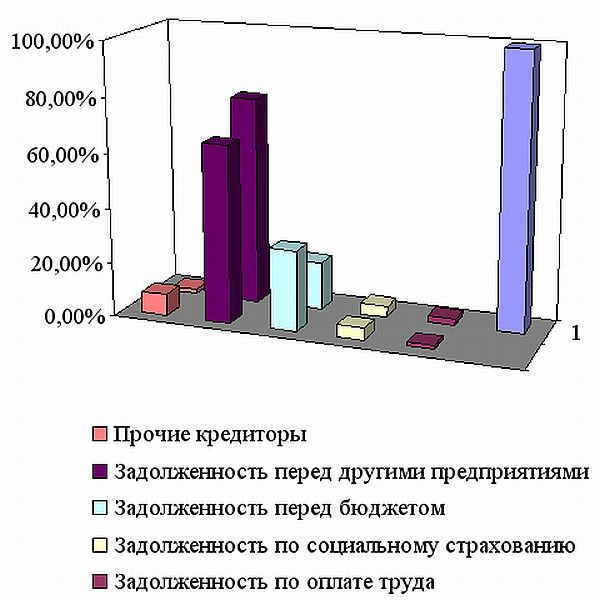 100,00%
80,00%
60,00%
40,00%
20,00%
0,00%
1
Прочие кредиторы
Задолженность перед другими предприятиями
Задолженность перед бюджетом
Задолженность по социальному страхованию
Задолженность по оплате труда